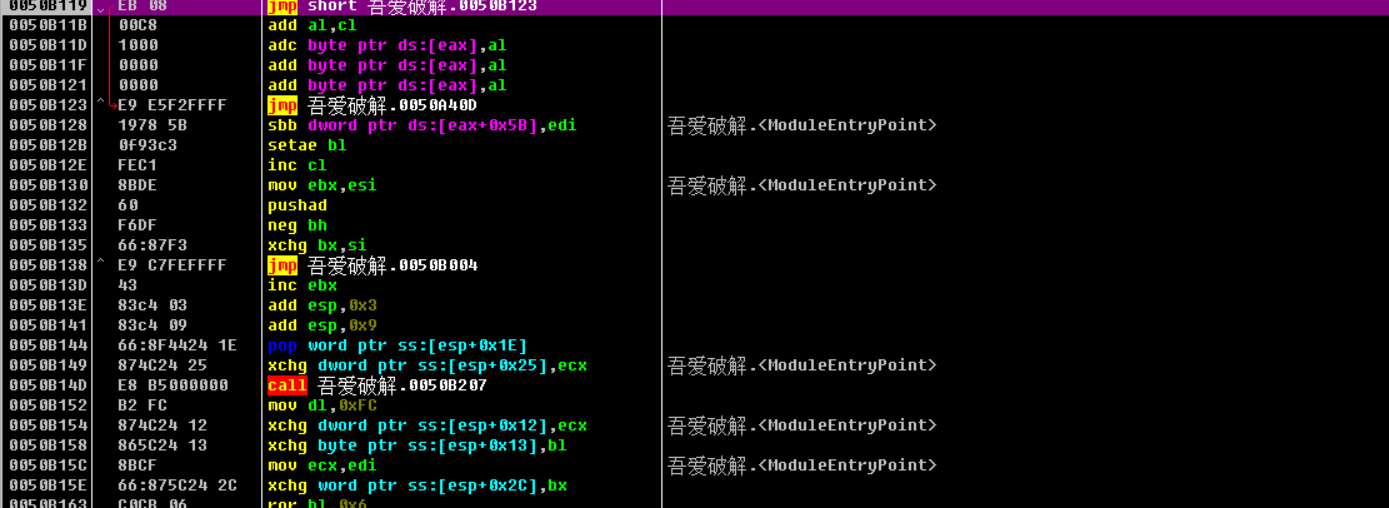 0050B119 EB 08 jmp short 吾爱破解.0050B123
0050B11B 00C8 add al,cl
0050B11D 1000 adc byte ptr ds:[eax],al
0050B11F 0000 add byte ptr ds:[eax],al
0050B121 0000 add byte ptr ds:[eax],al
0050B123 ^ E9 E5F2FFFF jmp 吾爱破解.0050A40D
0050B128 1978 5B sbb dword ptr ds:[eax+0x5B],edi 吾爱破解.<ModuleEntryPoint>
0050B12B 0f93c3 setae bl
0050B12E FEC1 inc cl
0050B130 8BDE mov ebx,esi 吾爱破解.<ModuleEntryPoint>
0050B132 60 pushad
0050B133 F6DF neg bh
0050B135 66:87F3 xchg bx,si
0050B138 ^ E9 C7FEFFFF jmp 吾爱破解.0050B004
0050B13D 43 inc ebx
0050B13E 83c4 03 add esp,0x3
0050B141 83c4 09 add esp,0x9
0050B144 66:8F4424 1E pop word ptr ss:[esp+0x1E]
0050B149 874C24 25 xchg dword ptr ss:[esp+0x25],ecx 吾爱破解.<ModuleEntryPoint>
0050B14D E8 B5000000 call 吾爱破解.0050B207
0050B152 B2 FC mov dl,0xFC
0050B154 874C24 12 xchg dword ptr ss:[esp+0x12],ecx 吾爱破解.<ModuleEntryPoint>
0050B158 865C24 13 xchg byte ptr ss:[esp+0x13],bl
0050B15C 8BCF mov ecx,edi 吾爱破解.<ModuleEntryPoint>
0050B15E 66:875C24 2C xchg word ptr ss:[esp+0x2C],bx
0050B163 C0CB 06 ror bl,0x6